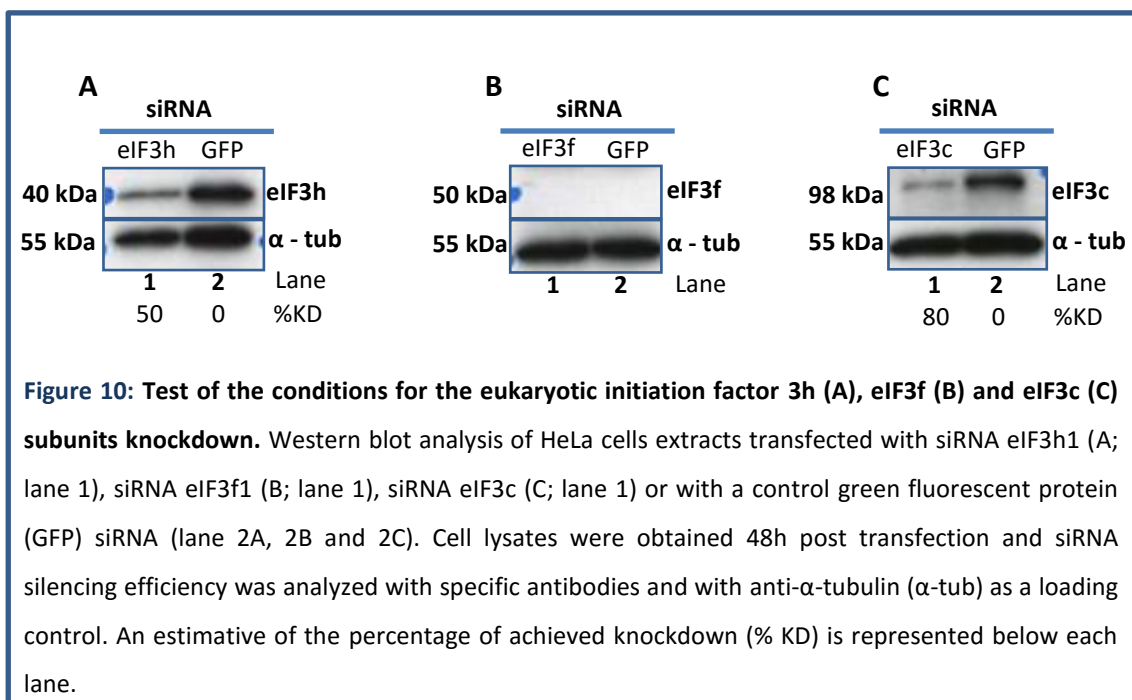 A B C
siRNA siRNA siRNA
eIF3h GFP eIF3f GFP eIF3c GFP
40 kDa eIF3h 50 kDa eIF3f 98 kDa eIF3c
55 kDa α - tub 55 kDa α - tub 55 kDa α - tub
1 2 Lane 1 2 Lane 1 2 Lane
50 0 %KD 80 0 %KD
Figure 10: Test of the conditions for the eukaryotic initiation factor 3h (A), eIF3f (B) and eIF3c (C)
subunits knockdown. Western blot analysis of HeLa cells extracts transfected with siRNA eIF3h1 (A;
lane 1), siRNA eIF3f1 (B; lane 1), siRNA eIF3c (C; lane 1) or with a control green fluorescent protein
(GFP) siRNA (lane 2A, 2B and 2C). Cell lysates were obtained 48h post transfection and siRNA
silencing efficiency was analyzed with specific antibodies and with anti-α-tubulin (α-tub) as a loading
control. An estimative of the percentage of achieved knockdown (% KD) is represented below each
lane.